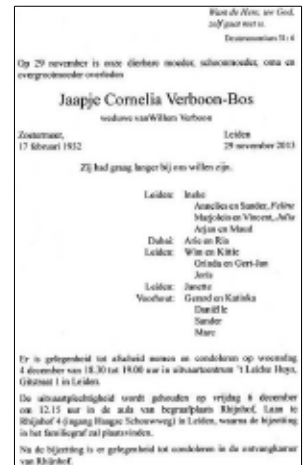 Want de Here, uw God,
zelf gaat met u.
Deuteronomium 31: 6
Op 29 november is onze dierbare moeder, schoonmoeder, oma en
overgrootmoeder overleden
Jaapje Cornelia Verboon-Bos
weduwe van Willem Verboon
Zoetermeer, Leiden
17 februari 1932 29 november 2013
Zij had graag langer bij ons willen zijn.
Leiden: Ineke
Annelies en Sander, Feline
Marjolein en Vincent, Julia
Arjan en Maud
Dubai: Arie en Ria
Leiden: Wim en Kittie
Grinda en Gert-Jan
Joris
Leiden: Janette
Voorhout: Gerard en Katinka
Daniëlle
Sander
Marc
Er is gelegenheid tot afscheid nemen en condoleren op woensdag
4 december van 18.30 tot 19.00 uur in uitvaartcentrum 't Leidse Huys,
Gitstraat 1 in Leiden.
De uitvaartplechtigheid wordt gehouden op vrijdag 6 december
om 12.15 uur in de aula van begraafplaats Rhijnhof, Laan te
Rhijnhof 4 (ingang Haagse Schouwweg) in Leiden, waarna de bijzetting
in het familiegraf zal plaatsvinden.
Na de bijzetting is er gelegenheid tot condoleren in de ontvangkamer
van Rhijnhof.